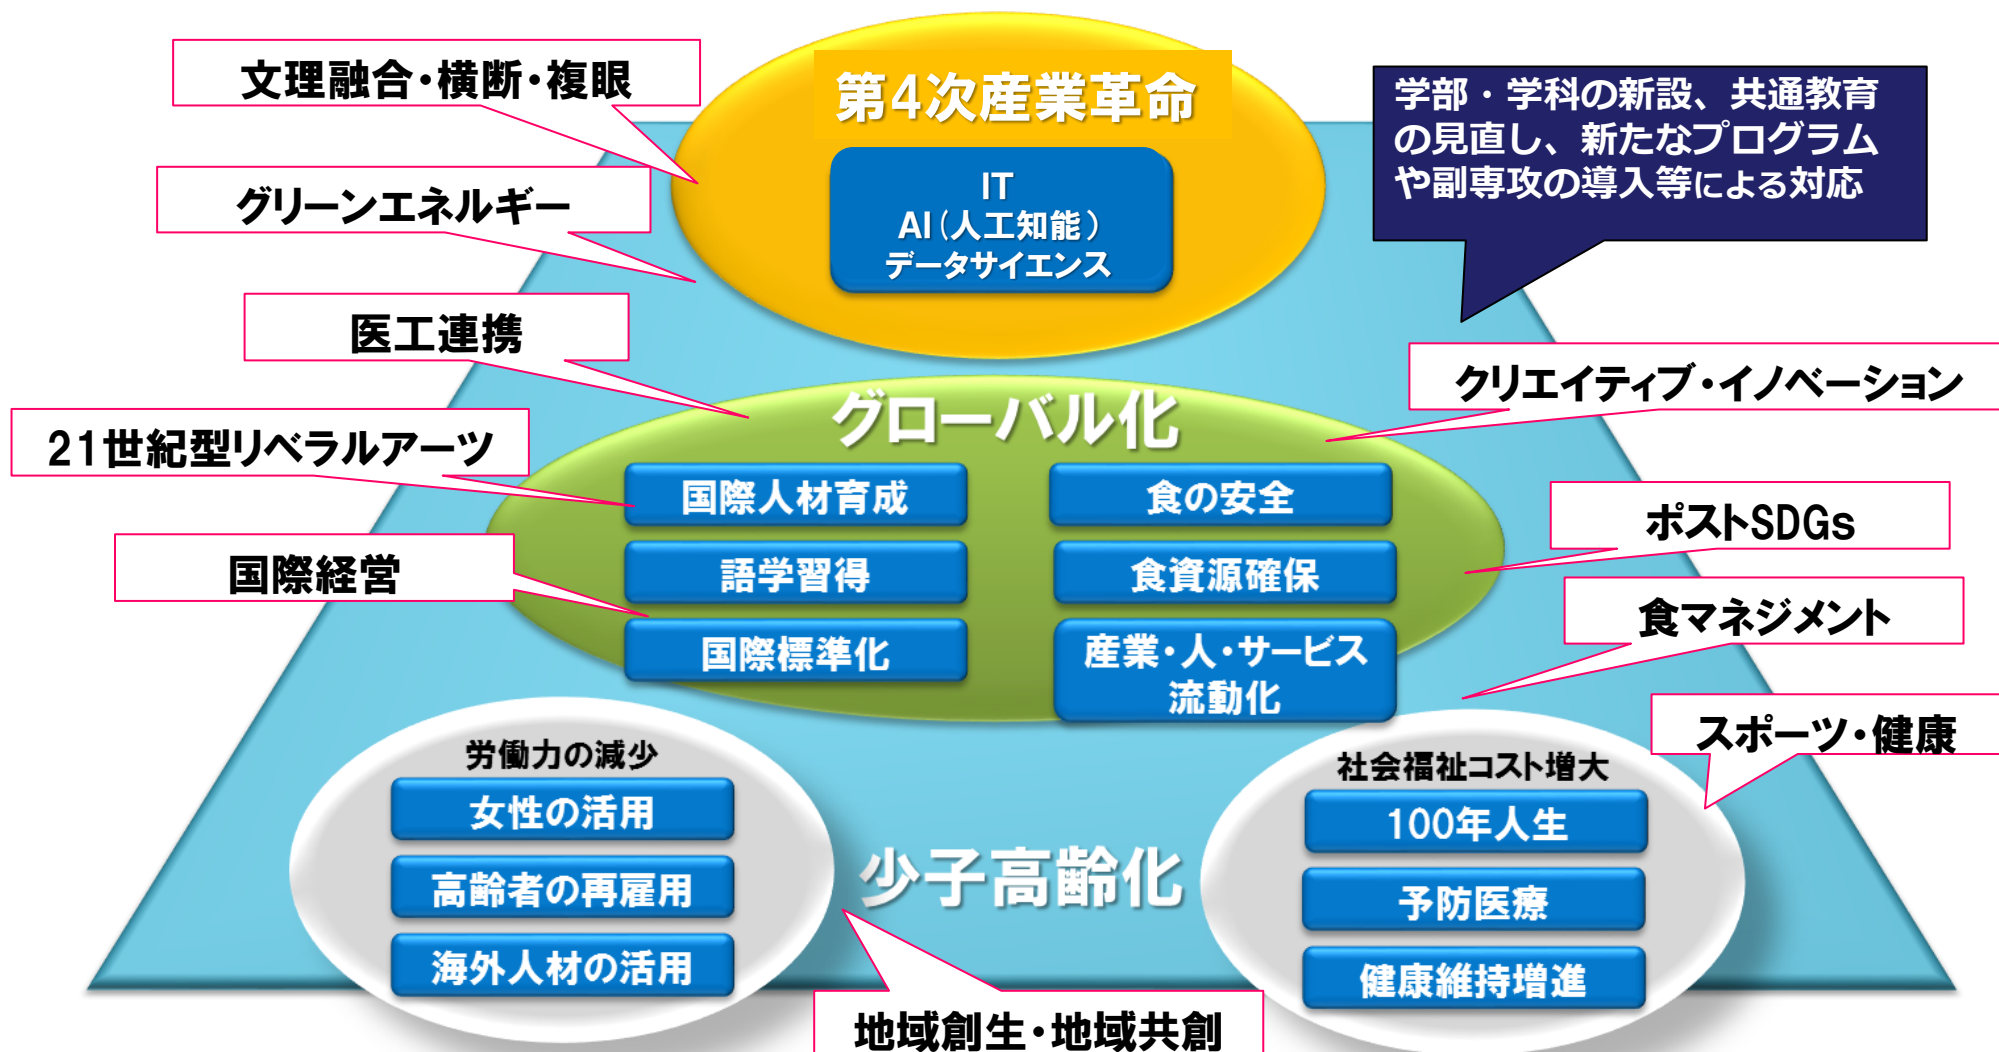 文理融合・横断・複眼
第4次産業革命
学部・学科の新設、共通教育
の見直し、新たなプログラム
や副専攻の導入等による対応
IT
AI(人工知能)
データサイエンス
グリーンエネルギー
医工連携
21世紀型リベラルアーツ
国際経営
グローバル化
国際人材育成
語学習得
国際標準化
食の安全
食資源確保
産業・人・サービス
流動化
クリエイティブ・イノベーション
ポストSDGs
食マネジメント
スポーツ・健康
労働力の減少
女性の活用
高齢者の再雇用
海外人材の活用
少子高齢化
社会福祉コスト増大
100年人生
予防医療
健康維持増進
地域創生・地域共創